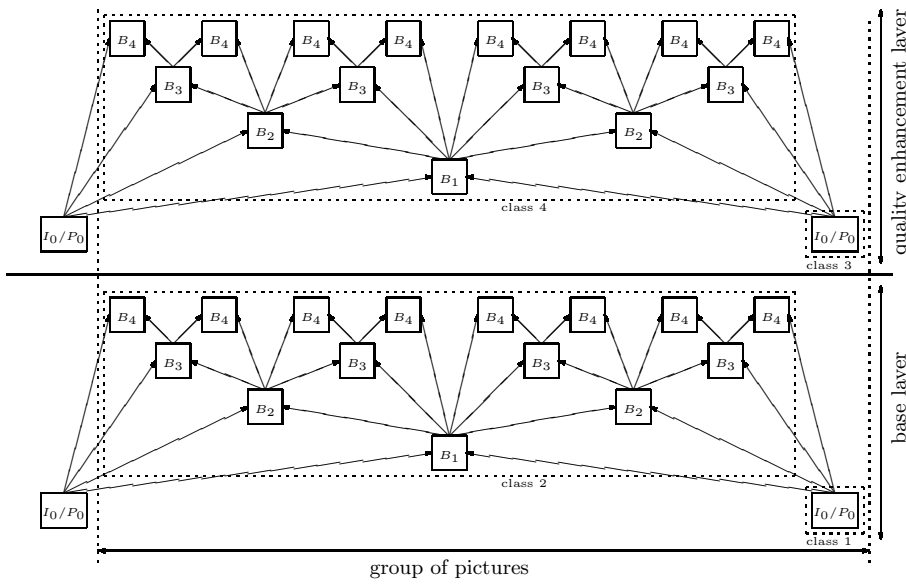 B4 B4 B4 B4 B4 B4 B4 B4
B3 B3 B3 B3
B2 B2
B1
class 4
I0/P0 I0/P0
class 3
quality enhancement layer
B4 B4 B4 B4 B4 B4 B4 B4
B3 B3 B3 B3
B2 B2
B1
class 2
I0/P0 I0/P0
class 1
base layer
group of pictures